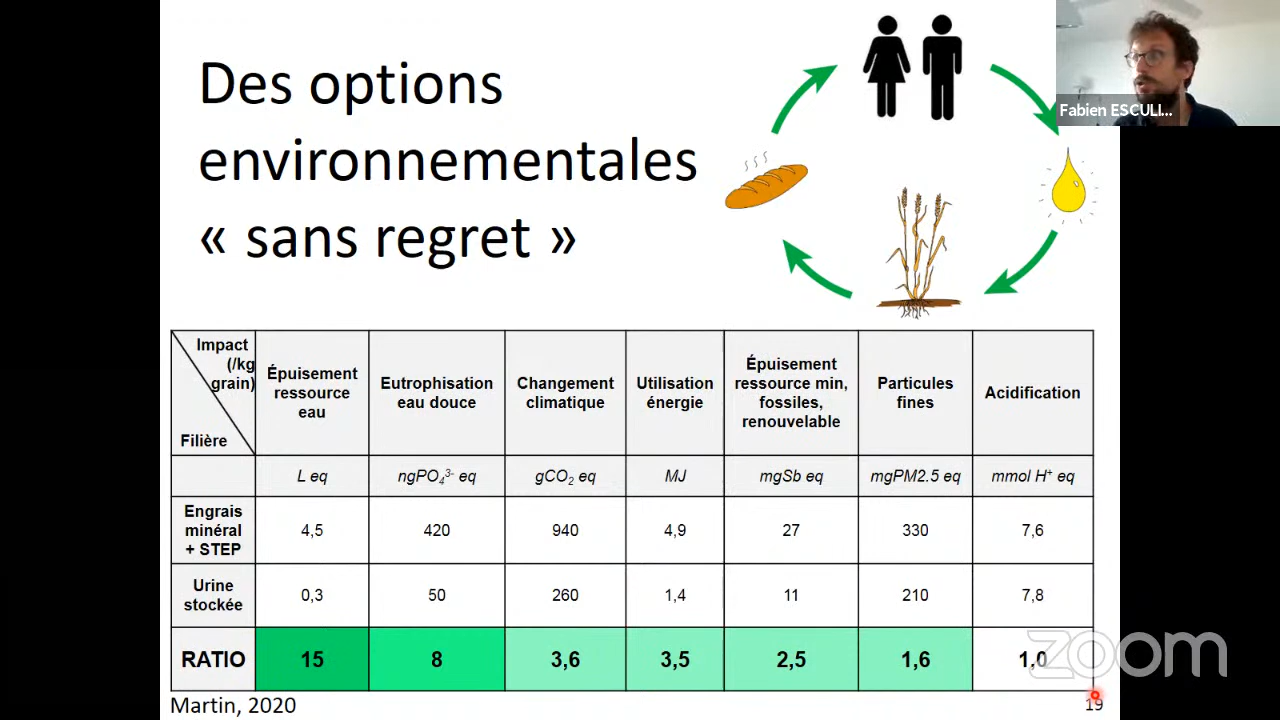 Des options
environnementales
« sans regret »
Fabien ESCULI...
Impact
(/kg
grain)
Filière
Épuisement
ressource
eau
Eutrophisation
eau douce
Changement
climatique
Utilisation
énergie
Épuisement
ressource min,
fossiles,
renouvelable
Particules
fines
Acidification
L eq
ngPO₄³⁻ eq
gCO₂ eq
MJ
mgSb eq
mgPM2.5 eq
mmol H⁺ eq
Engrais
minéral
+ STEP
4,5
420
940
4,9
27
330
7,6
Urine
stockée
0,3
50
260
1,4
11
210
7,8
RATIO
15
8
3,6
3,5
2,5
1,6
1,0
zoom
Martin, 2020
19